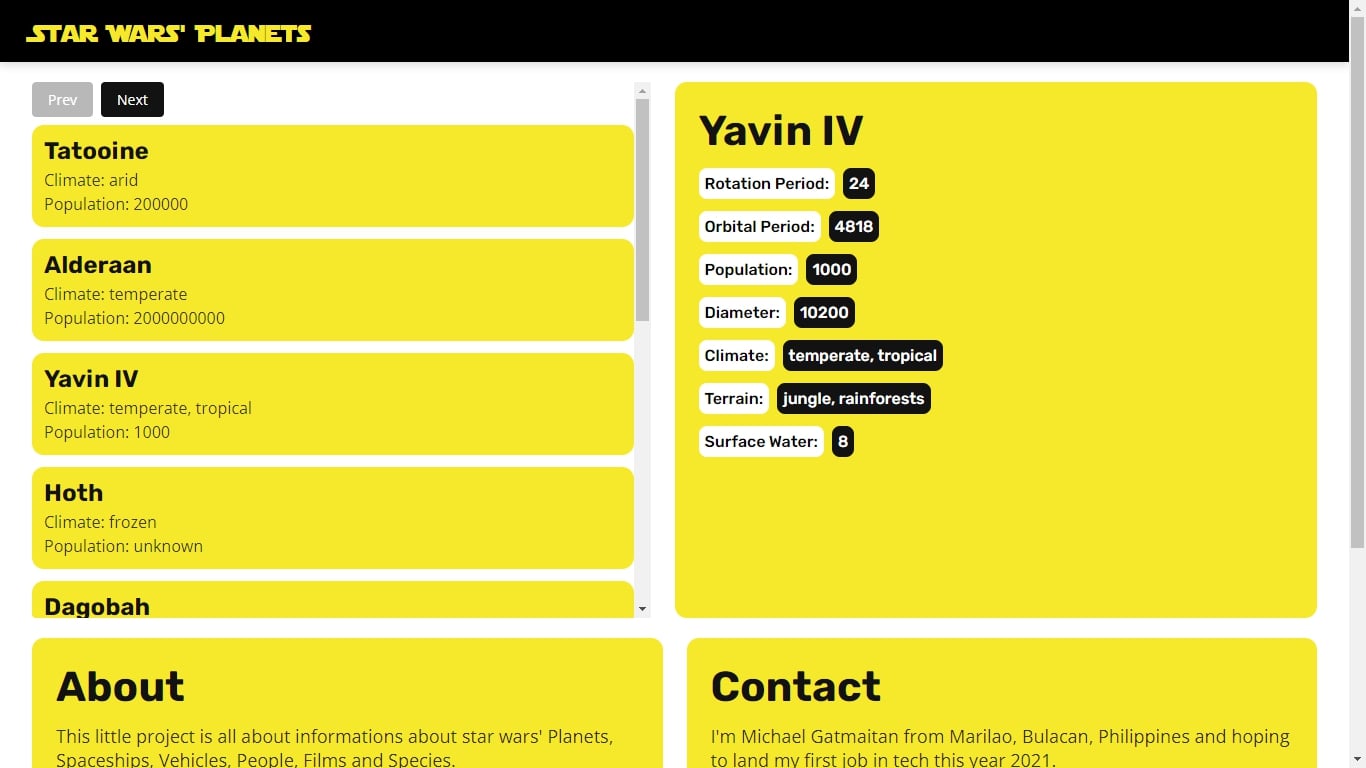 STAR WARS' PLANETS
Prev Next
Tatooine
Climate: arid
Population: 200000
Alderaan
Climate: temperate
Population: 2000000000
Yavin IV
Climate: temperate, tropical
Population: 1000
Hoth
Climate: frozen
Population: unknown
Dagobah
Yavin IV
Rotation Period: 24
Orbital Period: 4818
Population: 1000
Diameter: 10200
Climate: temperate, tropical
Terrain: jungle, rainforests
Surface Water: 8
About
This little project is all about informations about star wars' Planets,
Spaceships, Vehicles, People, Films and Species.
Contact
I'm Michael Gatmaitan from Marilao, Bulacan, Philippines and hoping
to land my first job in tech this year 2021.